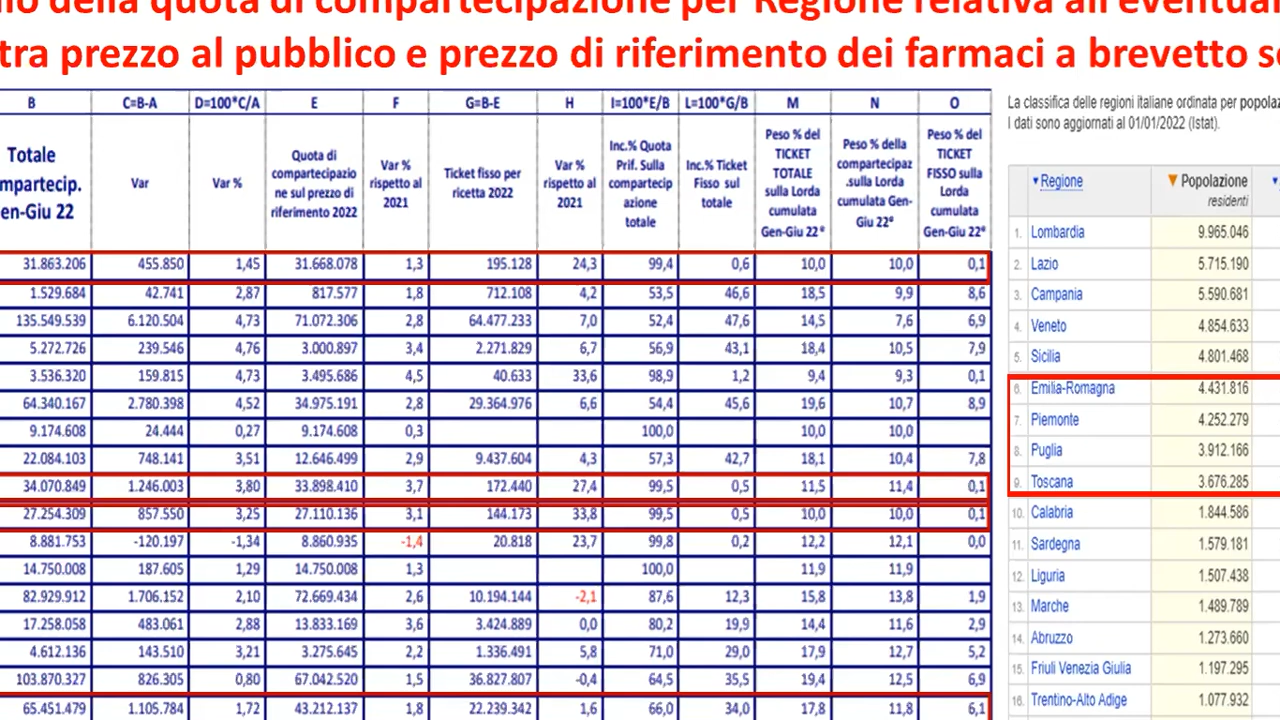 della quota di compartecipazione per Regione relativa all'eventual
tra prezzo al pubblico e prezzo di riferimento dei farmaci a brevetto
B C=B-A D=100*C/A E F G=B-E H I=100*E/B L=100*G/B M N O
Totale
Var
Var %
Quota di
compartecipazio
ne sul prezzo di
riferimento 2022
Var %
rispetto al
2021
Ticket fisso per
ricetta 2022
Var %
rispetto al
2021
Inc.% Quota
Prif. Sulla
compartecip
azione
totale
Inc.% Ticket
Fisso sul
totale
Peso % del
TICKET
TOTALE
sulla Lorda
cumulata
Gen-Giu 22°
Peso % della
compartecipaz
.sulla Lorda
cumulata Gen-
Giu 22°
Peso % del
TICKET
FISSO sulla
Lorda
cumulata
Gen-Giu 22°
31.863.206 455.850 1,45 31.668.078 1,3 195.128 24,3 99,4 0,6 10,0 10,0 0,1
1.529.684 42.741 2,87 817.577 1,8 712.108 4,2 53,5 46,6 18,5 9,9 8,6
135.549.539 6.120.504 4,73 71.072.306 2,8 64.477.233 7,0 52,4 47,6 14,5 7,6 6,9
5.272.726 239.546 4,76 3.000.897 3,4 2.271.829 6,7 56,9 43,1 18,4 10,5 7,9
3.536.320 159.815 4,73 3.495.686 4,5 40.633 33,6 98,9 1,2 9,4 9,3 0,1
64.340.167 2.780.398 4,52 34.975.191 2,8 29.364.976 6,6 54,4 45,6 19,6 10,7 8,9
9.174.608 24.444 0,27 9.174.608 0,3 100,0 10,0 10,0
22.084.103 748.141 3,51 12.646.499 2,9 9.437.604 4,3 57,3 42,7 18,1 10,4 7,8
34.070.849 1.246.003 3,80 33.898.410 3,7 172.440 27,4 99,5 0,5 11,5 11,4 0,1
27.254.309 857.550 3,25 27.110.136 3,1 144.173 33,8 99,5 0,5 10,0 10,0 0,1
8.881.753 -120.197 -1,34 8.860.935 -1,4 20.818 23,7 99,8 0,2 12,2 12,1 0,0
14.750.008 187.605 1,29 14.750.008 1,3 100,0 11,9 11,9
82.929.912 1.706.152 2,10 72.669.434 2,6 10.194.144 -2,1 87,6 12,3 15,8 13,8 1,9
17.258.058 483.061 2,88 13.833.169 3,6 3.424.889 0,0 80,2 19,9 14,4 11,6 2,9
4.612.136 143.510 3,21 3.275.645 2,2 1.336.491 5,8 71,0 29,0 17,9 12,7 5,2
103.870.327 826.305 0,80 67.042.520 1,5 36.827.807 -0,4 64,5 35,5 19,4 12,5 6,9
65.451.479 1.105.784 1,72 43.212.137 1,8 22.239.342 1,6 66,0 34,0 17,8 11,8 6,1
La classifica delle regioni italiane ordinata per popolaz
I dati sono aggiornati al 01/01/2022 (Istat).
Regione Popolazione
residenti
1. Lombardia 9.965.046
2. Lazio 5.715.190
3. Campania 5.590.681
4. Veneto 4.854.633
5. Sicilia 4.801.468
6. Emilia-Romagna 4.431.816
7. Piemonte 4.252.279
8. Puglia 3.912.166
9. Toscana 3.676.285
10. Calabria 1.844.586
11. Sardegna 1.579.181
12. Liguria 1.507.438
13. Marche 1.489.789
14. Abruzzo 1.273.660
15. Friuli Venezia Giulia 1.197.295
16. Trentino-Alto Adige 1.077.932